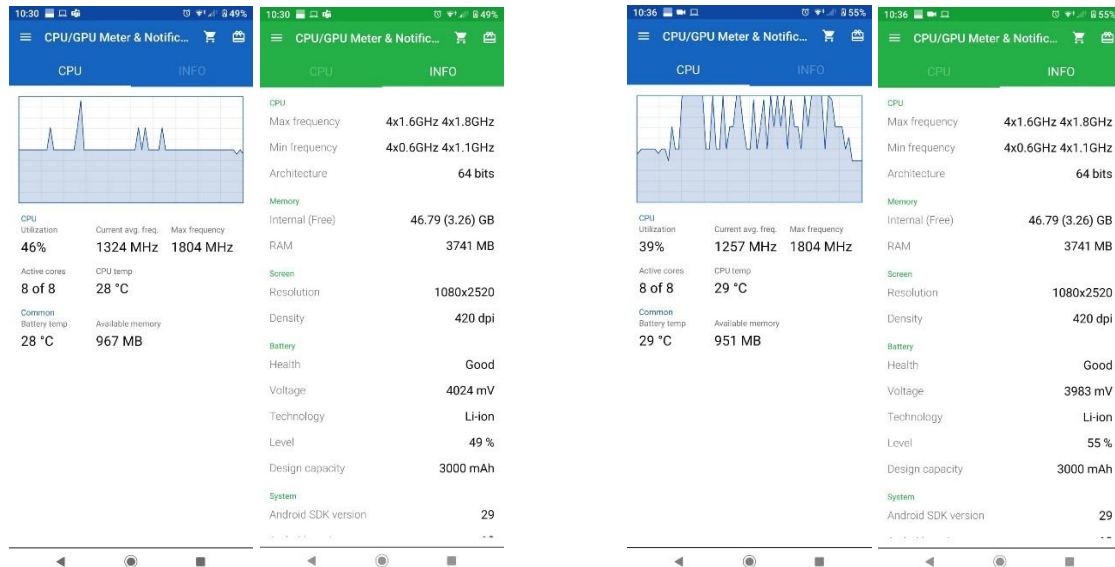 10:30 49%
CPU/GPU Meter & Notific...
CPU INFO
CPU
Utilization Current avg. freq. Max frequency
46% 1324 MHz 1804 MHz
Active cores CPU temp
8 of 8 28 °C
Common
Battery temp Available memory
28 °C 967 MB
10:30 49%
CPU/GPU Meter & Notific...
CPU INFO
CPU
Max frequency 4x1.6GHz 4x1.8GHz
Min frequency 4x0.6GHz 4x1.1GHz
Architecture 64 bits
Memory
Internal (Free) 46.79 (3.26) GB
RAM 3741 MB
Screen
Resolution 1080x2520
Density 420 dpi
Battery
Health Good
Voltage 4024 mV
Technology Li-ion
Level 49 %
Design capacity 3000 mAh
System
Android SDK version 29
10:36 55%
CPU/GPU Meter & Notific...
CPU INFO
CPU
Utilization Current avg. freq. Max frequency
39% 1257 MHz 1804 MHz
Active cores CPU temp
8 of 8 29 °C
Common
Battery temp Available memory
29 °C 951 MB
10:36 55%
CPU/GPU Meter & Notific...
CPU INFO
CPU
Max frequency 4x1.6GHz 4x1.8GHz
Min frequency 4x0.6GHz 4x1.1GHz
Architecture 64 bits
Memory
Internal (Free) 46.79 (3.26) GB
RAM 3741 MB
Screen
Resolution 1080x2520
Density 420 dpi
Battery
Health Good
Voltage 3983 mV
Technology Li-ion
Level 55 %
Design capacity 3000 mAh
System
Android SDK version 29